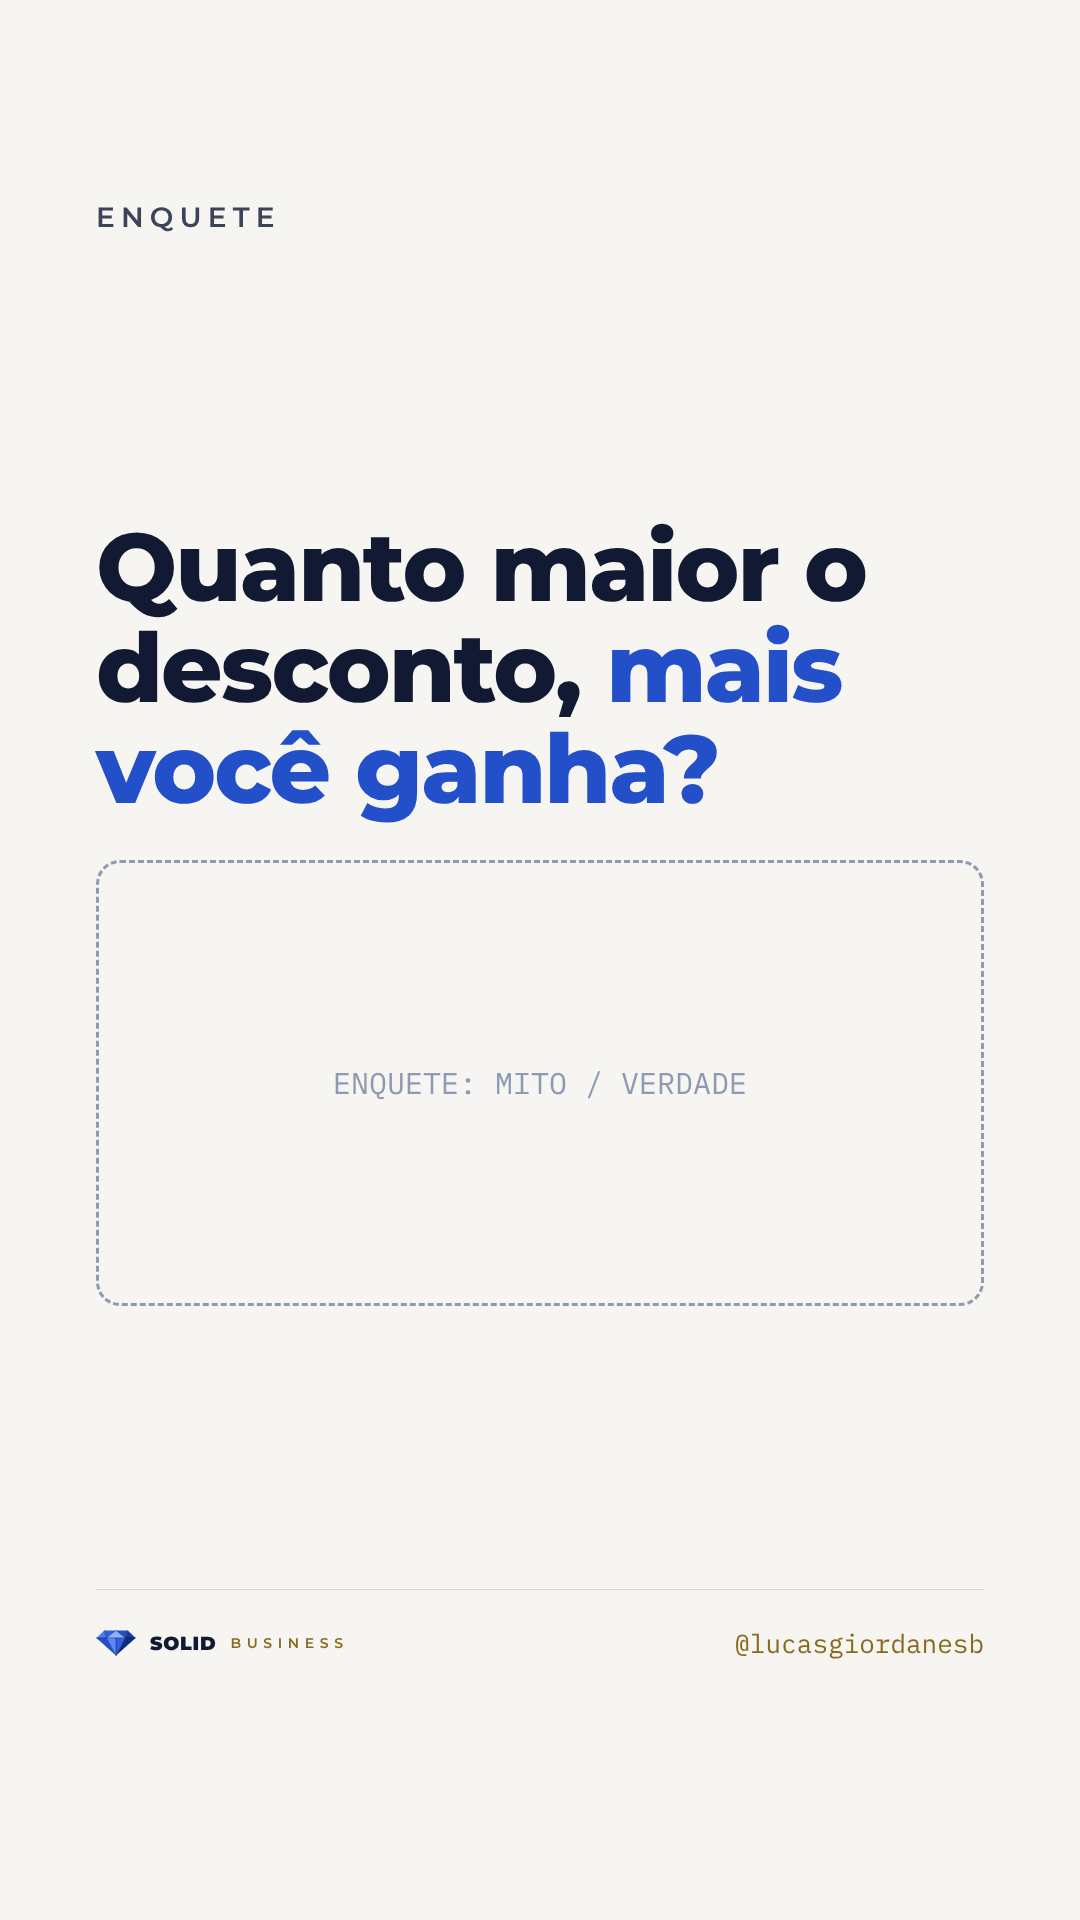 ENQUETE
Quanto maior o
desconto, mais
você ganha?
ENQUETE: MITO / VERDADE
SOLID BUSINESS
@lucasgiordanesb